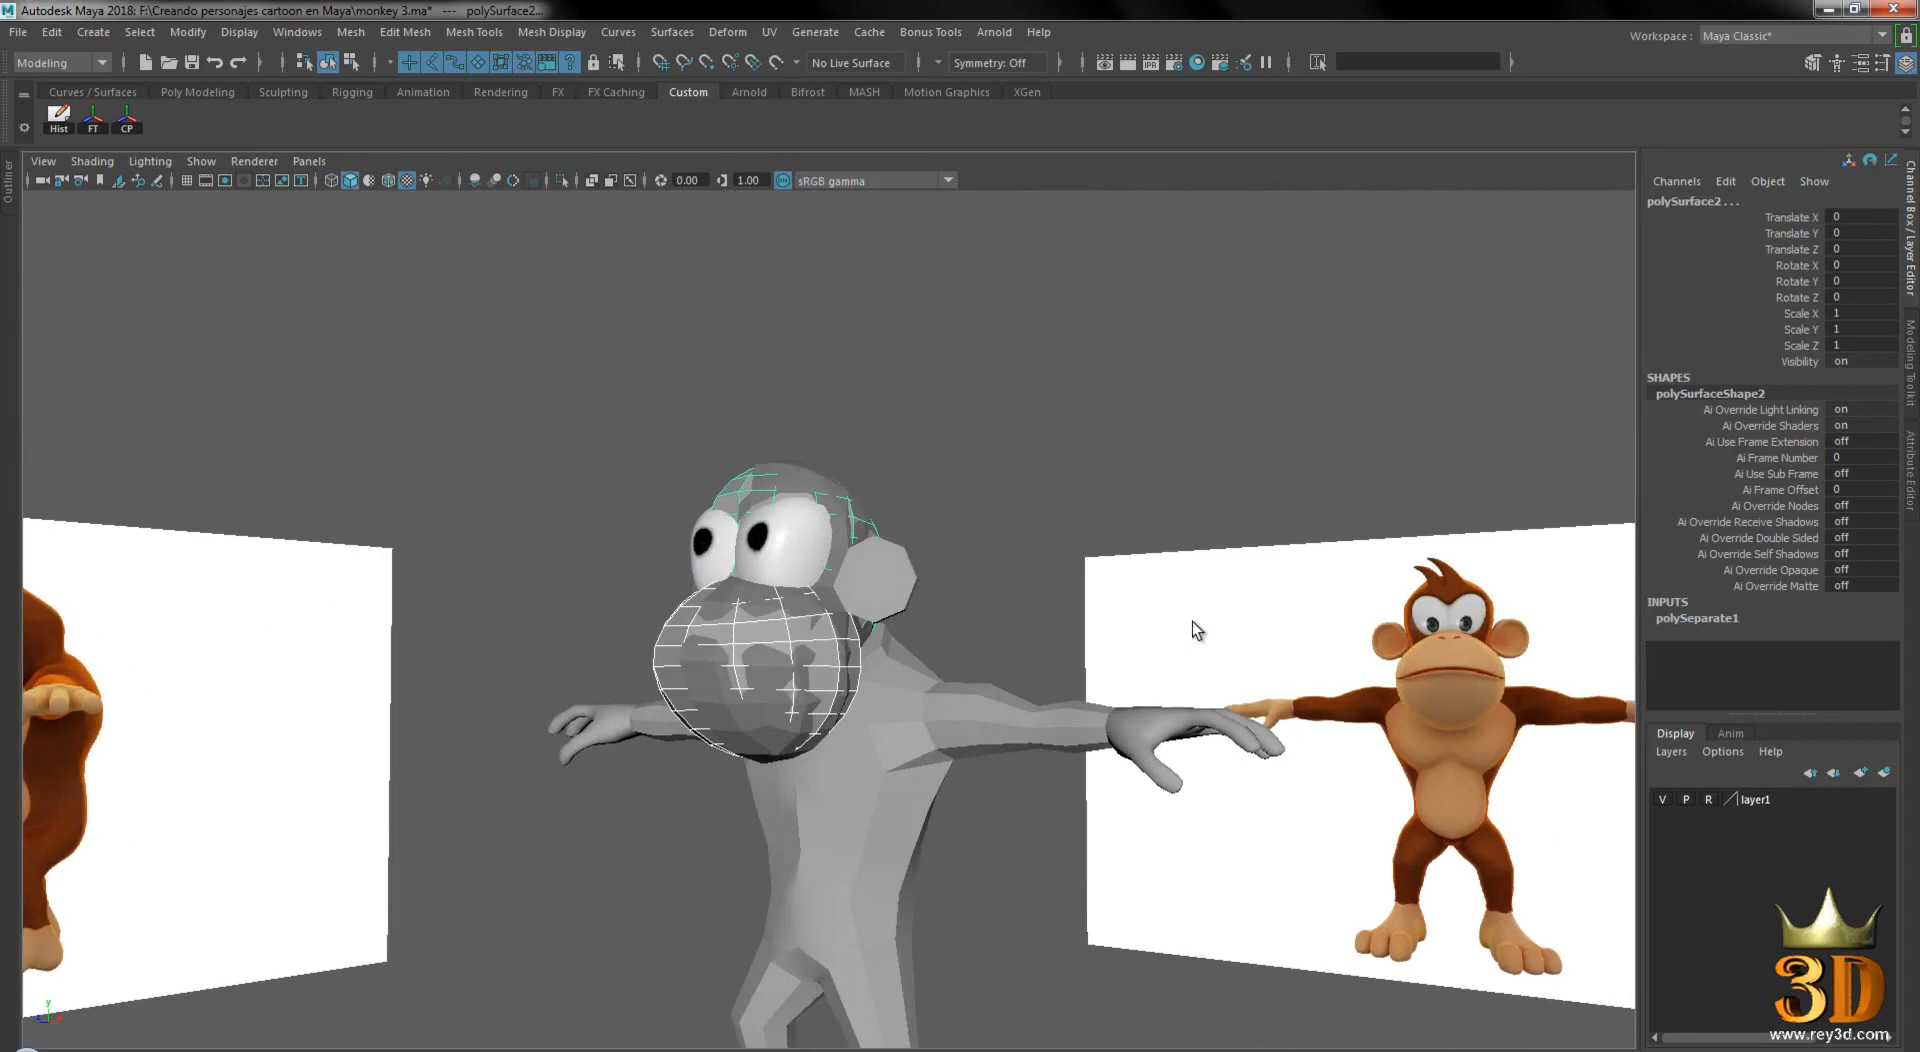 Autodesk Maya 2018: F:\Creando personajes cartoon en Maya\monkey 3.ma* --- polySurface2...
File Edit Create Select Modify Display Windows Mesh Edit Mesh Mesh Tools Mesh Display Curves Surfaces Deform UV Generate Cache Bonus Tools Arnold Help
Workspace : Maya Classic*
Modeling No Live Surface Symmetry: Off
Curves / Surfaces Poly Modeling Sculpting Rigging Animation Rendering FX FX Caching Custom Arnold Bifrost MASH Motion Graphics XGen
Hist FT CP
View Shading Lighting Show Renderer Panels
0.00 1.00 sRGB gamma
Outliner
Channels Edit Object Show
polySurface2 . . .
Translate X 0
Translate Y 0
Translate Z 0
Rotate X 0
Rotate Y 0
Rotate Z 0
Scale X 1
Scale Y 1
Scale Z 1
Visibility on
SHAPES
polySurfaceShape2
Ai Override Light Linking on
Ai Override Shaders on
Ai Use Frame Extension off
Ai Frame Number 0
Ai Use Sub Frame off
Ai Frame Offset 0
Ai Override Nodes off
Ai Override Receive Shadows off
Ai Override Double Sided off
Ai Override Self Shadows off
Ai Override Opaque off
Ai Override Matte off
INPUTS
polySeparate1
Channel Box / Layer Editor
Modeling Toolkit
Attribute Editor
Display Anim
Layers Options Help
V P R layer1
3D
www.rey3d.com
y